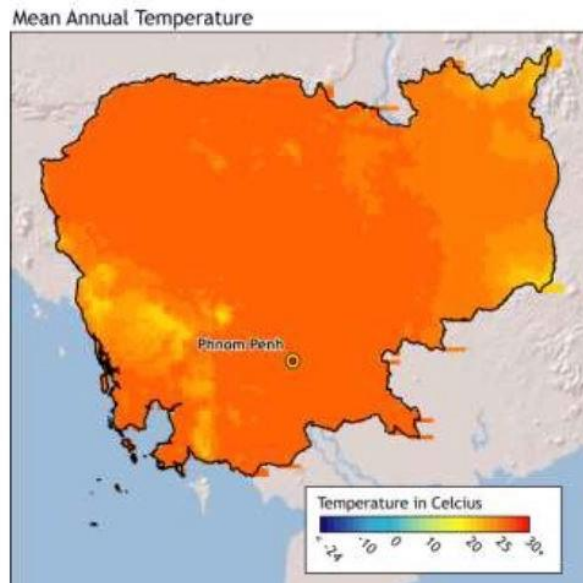 Mean Annual Temperature
Phnom Penh
Temperature in Celcius
< -24 -10 0 10 20 25 30+